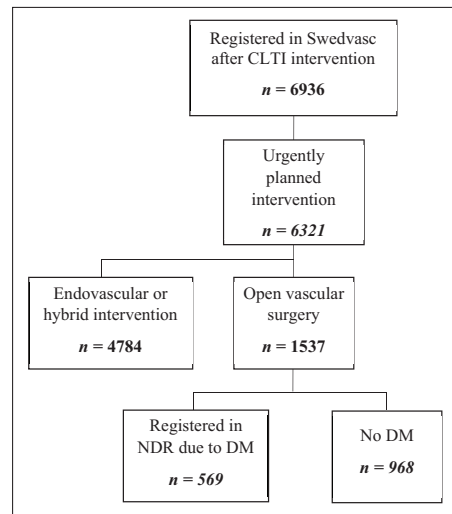 Registered in Swedvasc
after CLTI intervention
n = 6936
Urgently
planned
intervention
n = 6321
Endovascular or
hybrid intervention
n = 4784
Open vascular
surgery
n = 1537
Registered in
NDR due to DM
n = 569
No DM
n = 968